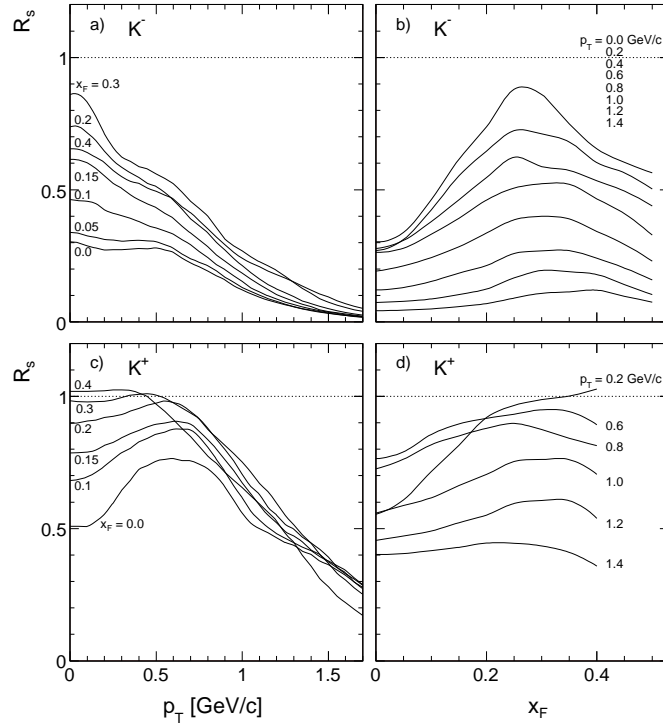 R_s
a) K^-
1
x_F = 0.3
0.2
0.4
0.15
0.1
0.05
0.0
0.5
0
b) K^-
p_T = 0.0 GeV/c
0.2
0.4
0.6
0.8
1.0
1.2
1.4
R_s
c) K^+
1
0.4
0.3
0.2
0.15
0.1
x_F = 0.0
0.5
0
0 0.5 1 1.5
p_T [GeV/c]
d) K^+
p_T = 0.2 GeV/c
0.6
0.8
1.0
1.2
1.4
0 0.2 0.4
x_F